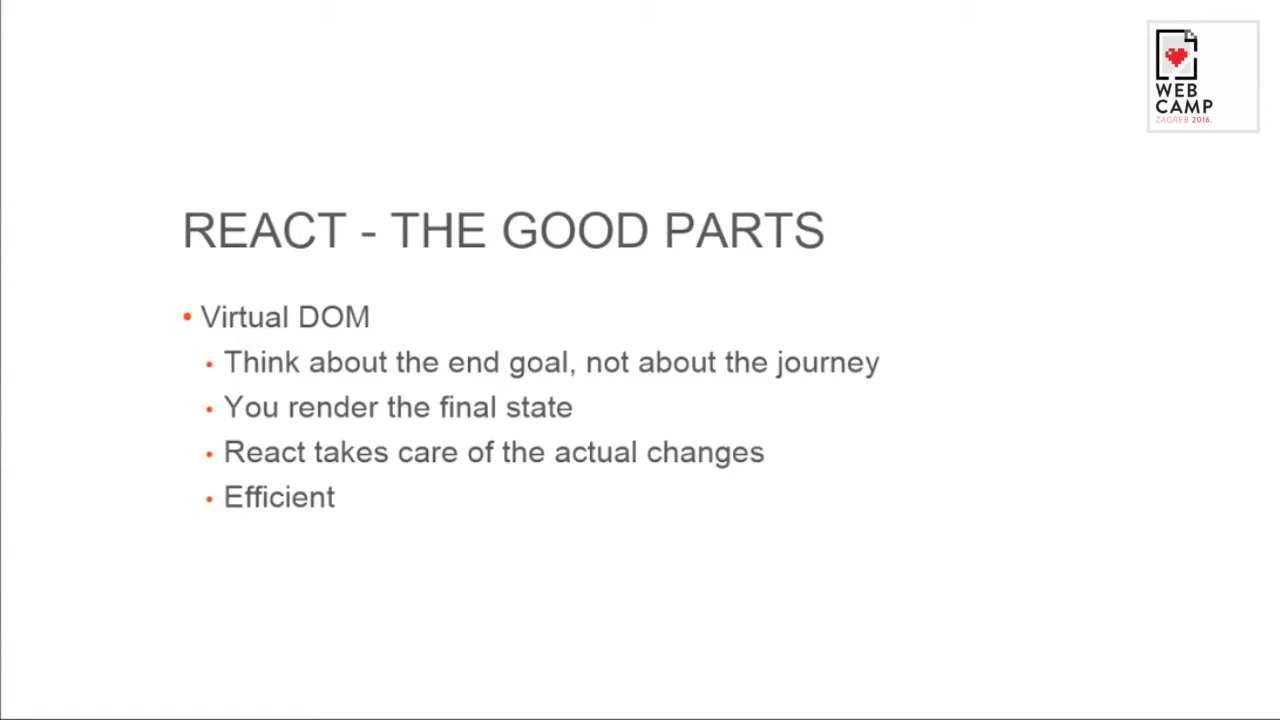 WEB
CAMP
ZAGREB 2016.
REACT - THE GOOD PARTS
• Virtual DOM
• Think about the end goal, not about the journey
• You render the final state
• React takes care of the actual changes
• Efficient